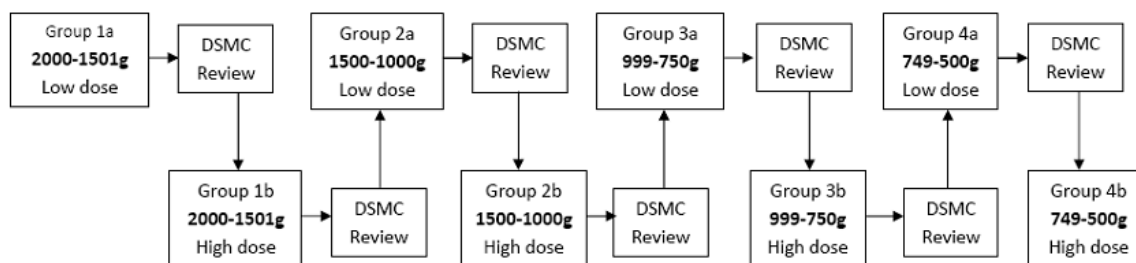 Group 1a
2000-1501g
Low dose
DSMC
Review
Group 2a
1500-1000g
Low dose
DSMC
Review
Group 3a
999-750g
Low dose
DSMC
Review
Group 4a
749-500g
Low dose
DSMC
Review
Group 1b
2000-1501g
High dose
DSMC
Review
Group 2b
1500-1000g
High dose
DSMC
Review
Group 3b
999-750g
High dose
DSMC
Review
Group 4b
749-500g
High dose